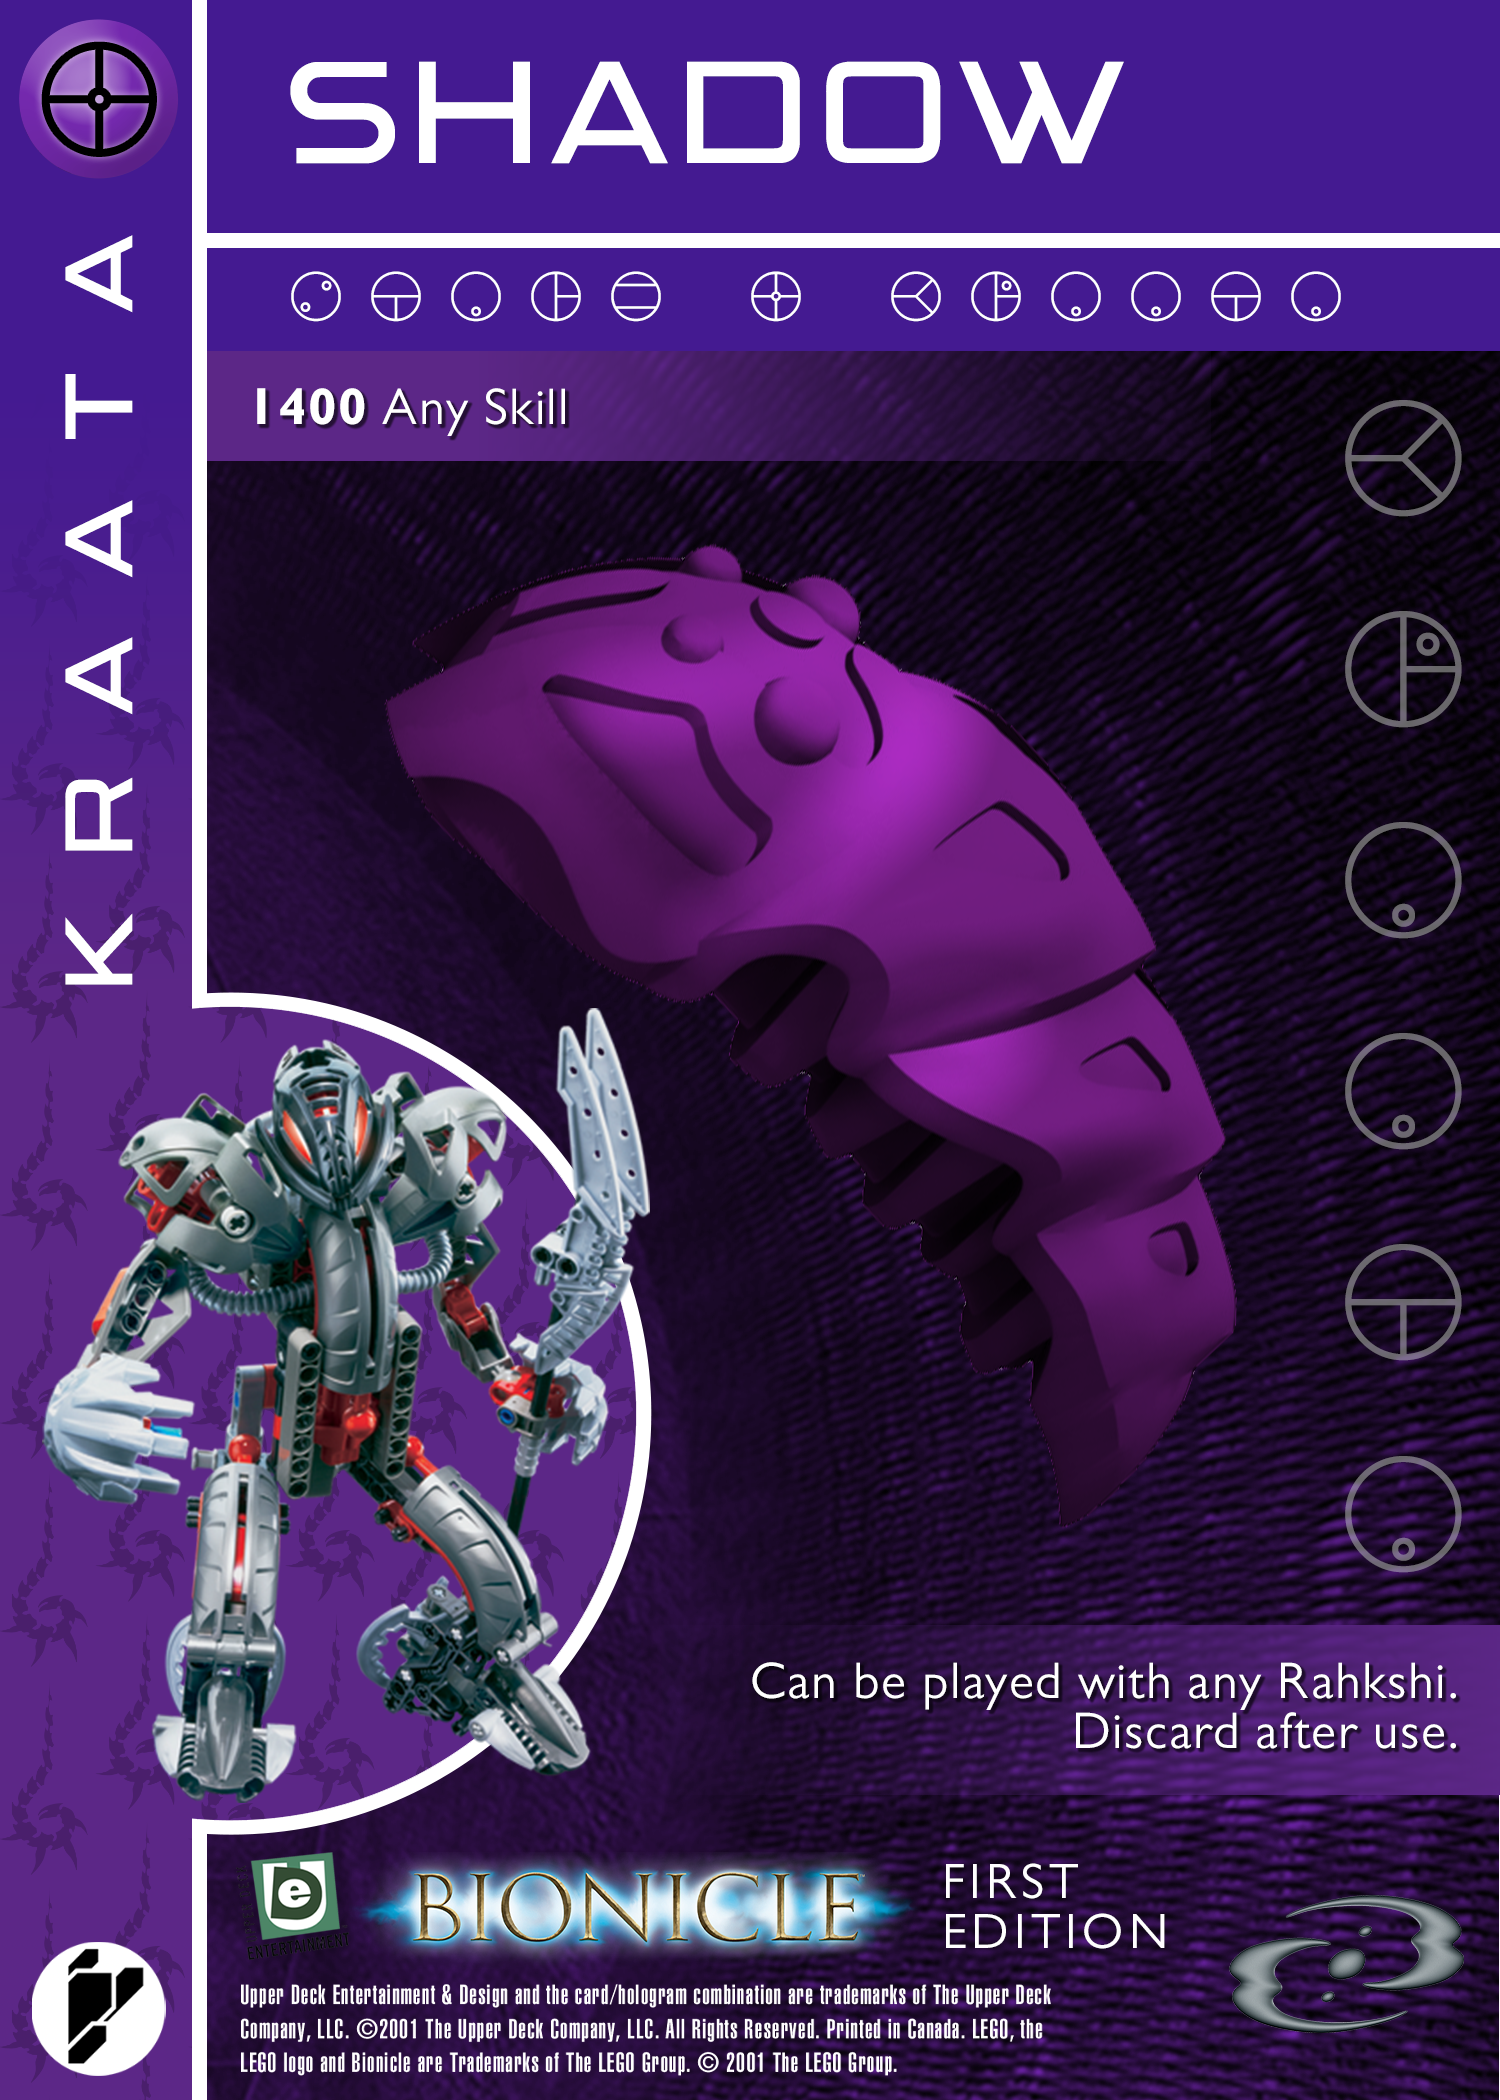 SHADOW
KRAATA
1400 Any Skill
Can be played with any Rahkshi.
Discard after use.
e
ENTERTAINMENT
BIONICLE
FIRST
EDITION
Upper Deck Entertainment & Design and the card/hologram combination are trademarks of The Upper Deck
Company, LLC. ©2001 The Upper Deck Company, LLC. All Rights Reserved. Printed in Canada. LEGO, the
LEGO logo and Bionicle are Trademarks of The LEGO Group. © 2001 The LEGO Group.